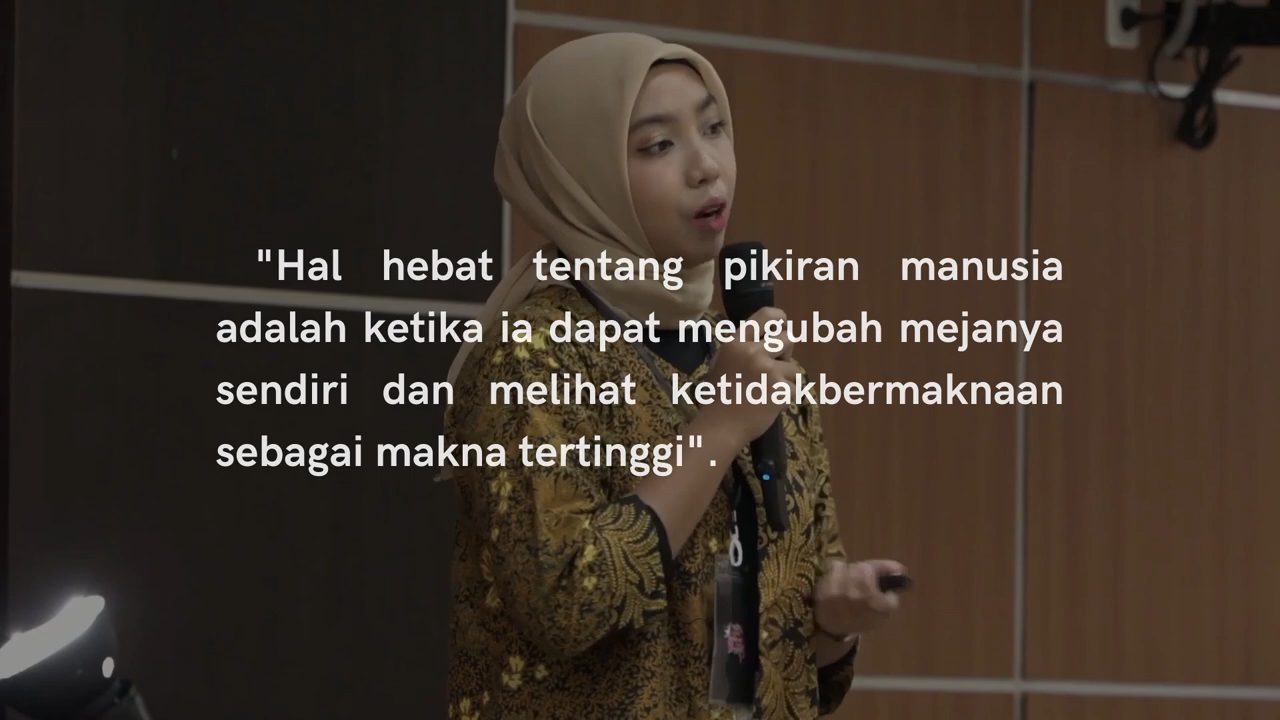 "Hal hebat tentang pikiran manusia
adalah ketika ia dapat mengubah mejanya
sendiri dan melihat ketidakbermaknaan
sebagai makna tertinggi".